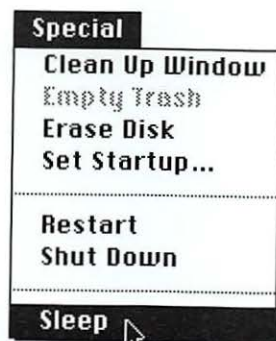 Special
Clean Up Window
Empty Trash
Erase Disk
Set Startup...
Restart
Shut Down
Sleep